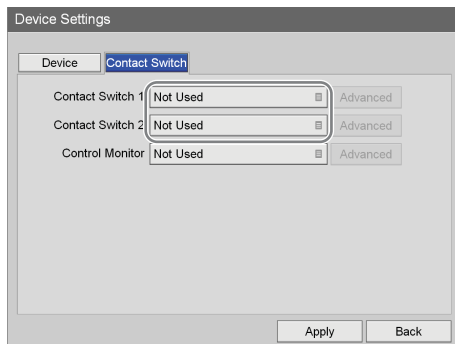 Device Settings
Device Contact Switch
Contact Switch 1 Not Used Advanced
Contact Switch 2 Not Used Advanced
Control Monitor Not Used Advanced
Apply Back